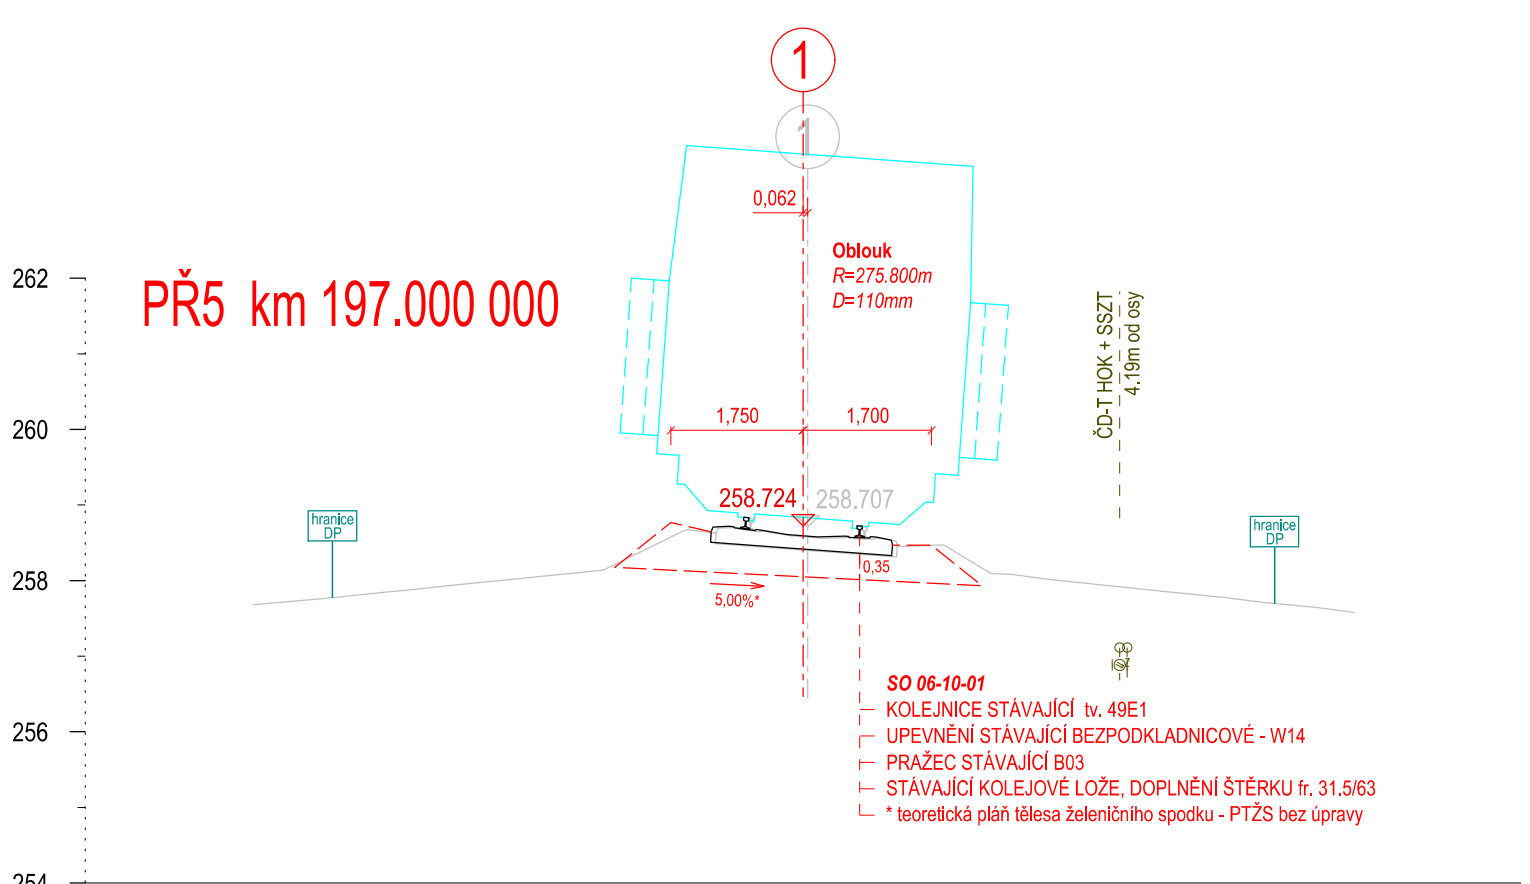 1
1
0,062
Oblouk
R=275.800m
D=110mm
262
PŘ5 km 197.000 000
ČD-T HOK + SSZT
4,19m od osy
260
1,750
1,700
258.724
258.707
hranice
DP
hranice
DP
258
0,35
5,00%*
SO 06-10-01
KOLEJNICE STÁVAJÍCÍ tv. 49E1
256
UPEVNĚNÍ STÁVAJÍCÍ BEZPODKLADNICOVÉ - W14
PRAŽEC STÁVAJÍCÍ B03
STÁVAJÍCÍ KOLEJOVÉ LOŽE, DOPLNĚNÍ ŠTĚRKU fr. 31.5/63
* teoretická pláň tělesa želeničního spodku - PTŽS bez úpravy
254